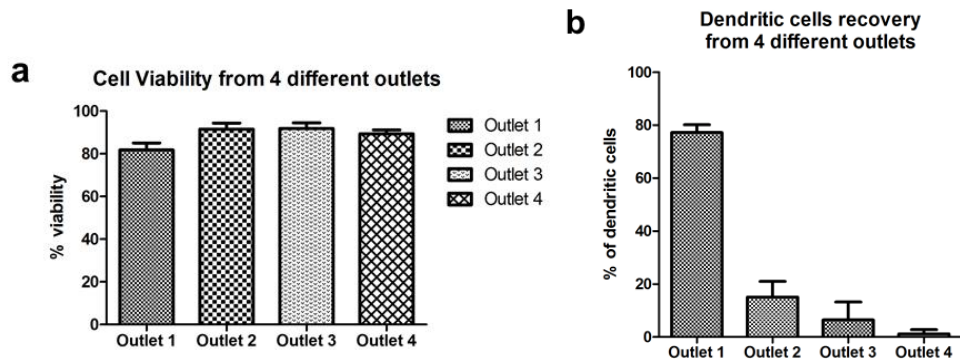 a
Cell Viability from 4 different outlets
% viability
100
80
60
40
20
0
Outlet 1 Outlet 2 Outlet 3 Outlet 4
Outlet 1
Outlet 2
Outlet 3
Outlet 4
b
Dendritic cells recovery
from 4 different outlets
% of dendritic cells
100
80
60
40
20
0
Outlet 1 Outlet 2 Outlet 3 Outlet 4